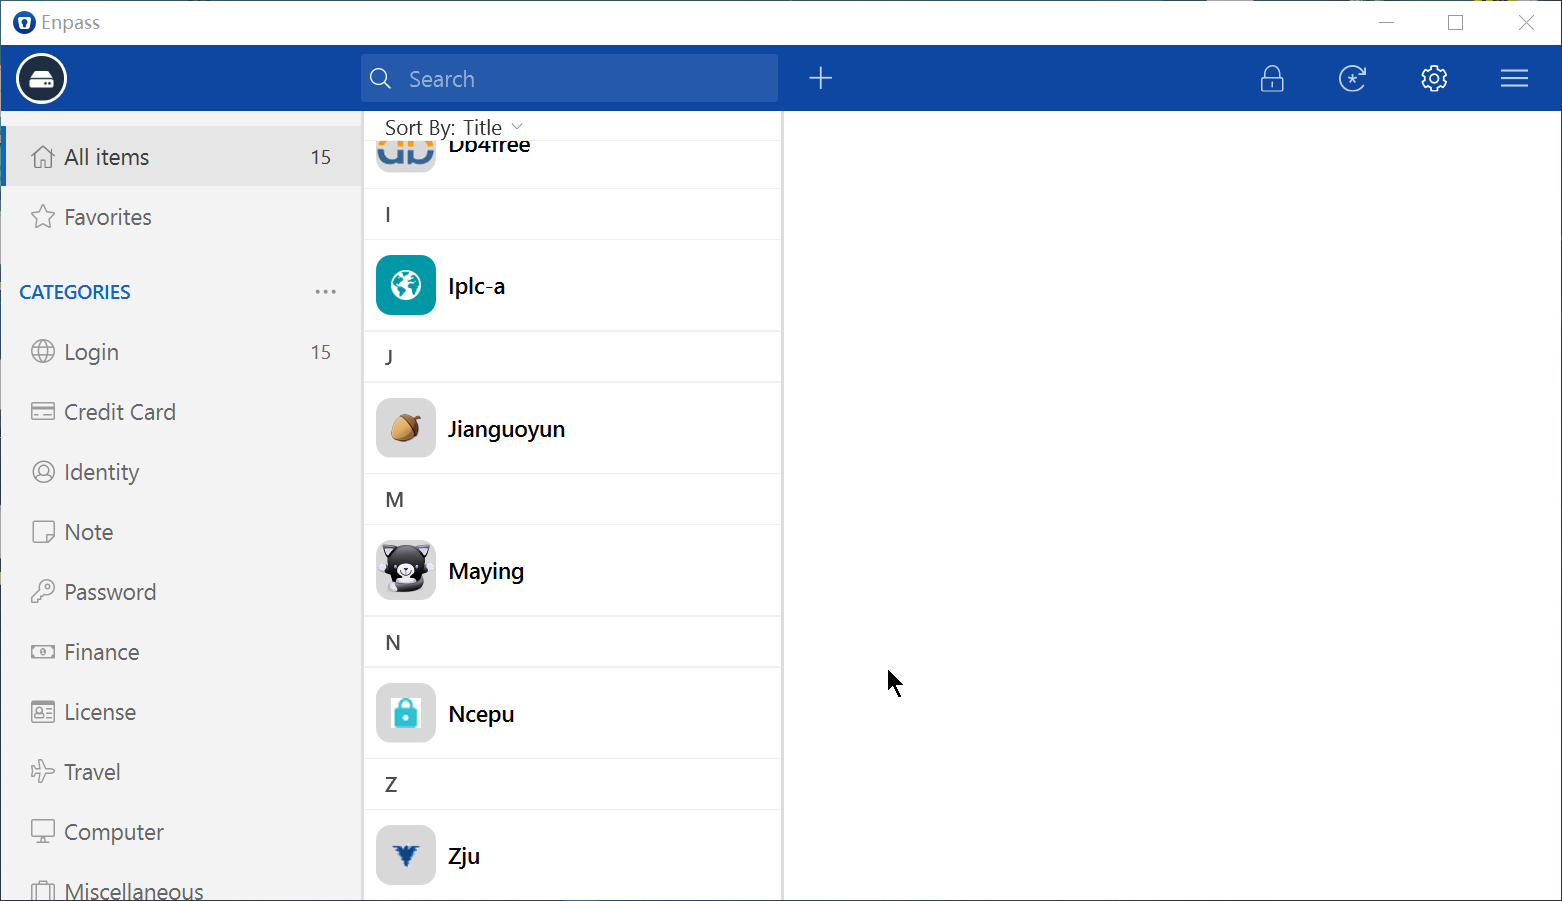 Enpass
Search
Sort By: Title
All items 15
Favorites
CATEGORIES
Login 15
Credit Card
Identity
Note
Password
Finance
License
Travel
Computer
Miscellaneous
Db4free
I
Iplc-a
J
Jianguoyun
M
Maying
N
Ncepu
Z
Zju